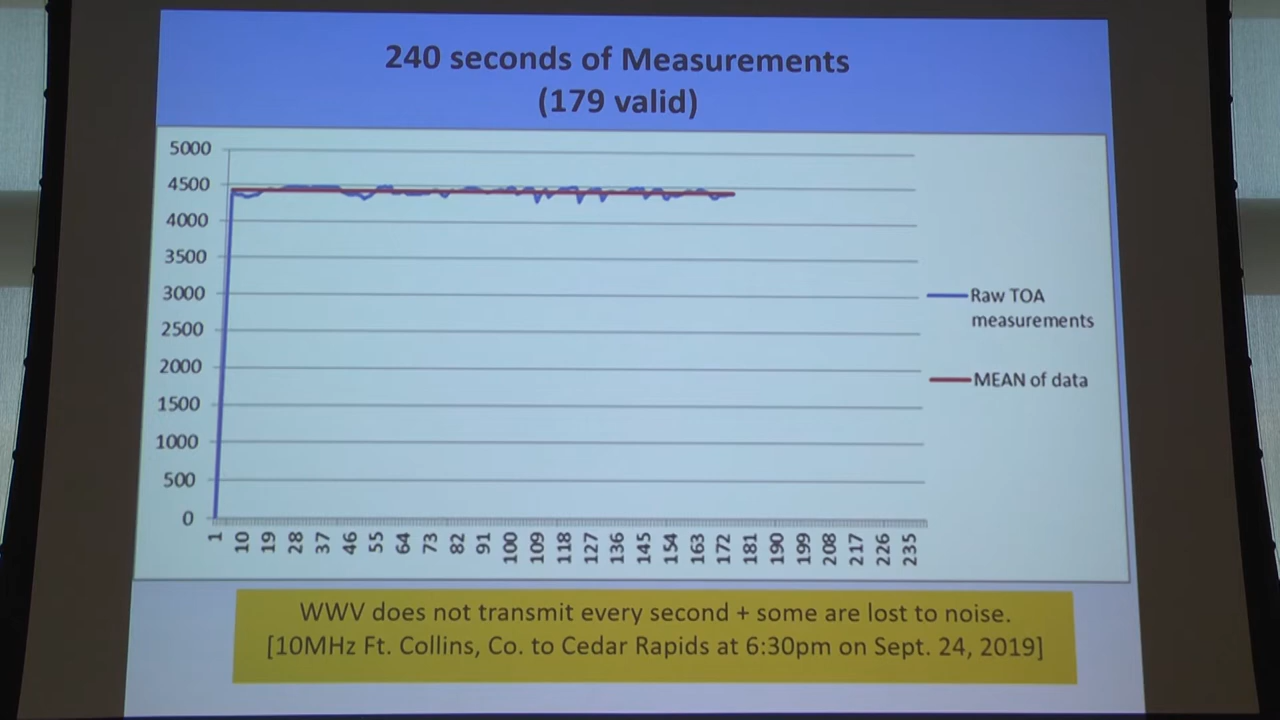 240 seconds of Measurements
(179 valid)
5000
4500
4000
3500
3000
2500
2000
1500
1000
500
0
1 10 19 28 37 46 55 64 73 82 91 100 109 118 127 136 145 154 163 172 181 190 199 208 217 226 235
Raw TOA
measurements
MEAN of data
WWV does not transmit every second + some are lost to noise.
[10MHz Ft. Collins, Co. to Cedar Rapids at 6:30pm on Sept. 24, 2019]